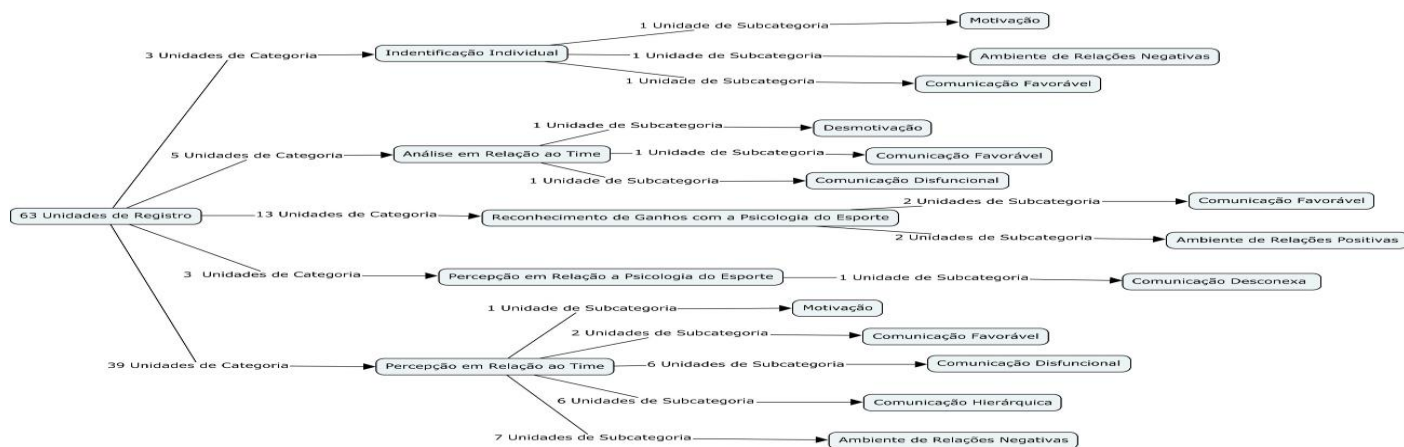 1 Unidade de Subcategoria
Motivação
3 Unidades de Categoria
Indentificação Individual
1 Unidade de Subcategoria
Ambiente de Relações Negativas
1 Unidade de Subcategoria
Comunicação Favorável
1 Unidade de Subcategoria
Desmotivação
5 Unidades de Categoria
Análise em Relação ao Time
1 Unidade de Subcategoria
Comunicação Favorável
1 Unidade de Subcategoria
Comunicação Disfuncional
63 Unidades de Registro
13 Unidades de Categoria
Reconhecimento de Ganhos com a Psicologia do Esporte
2 Unidades de Subcategoria
Comunicação Favorável
2 Unidades de Subcategoria
Ambiente de Relações Positivas
3 Unidades de Categoria
Percepção em Relação a Psicologia do Esporte
1 Unidade de Subcategoria
Comunicação Desconexa
1 Unidade de Subcategoria
Motivação
2 Unidades de Subcategoria
Comunicação Favorável
39 Unidades de Categoria
Percepção em Relação ao Time
6 Unidades de Subcategoria
Comunicação Disfuncional
6 Unidades de Subcategoria
Comunicação Hierárquica
7 Unidades de Subcategoria
Ambiente de Relações Negativas